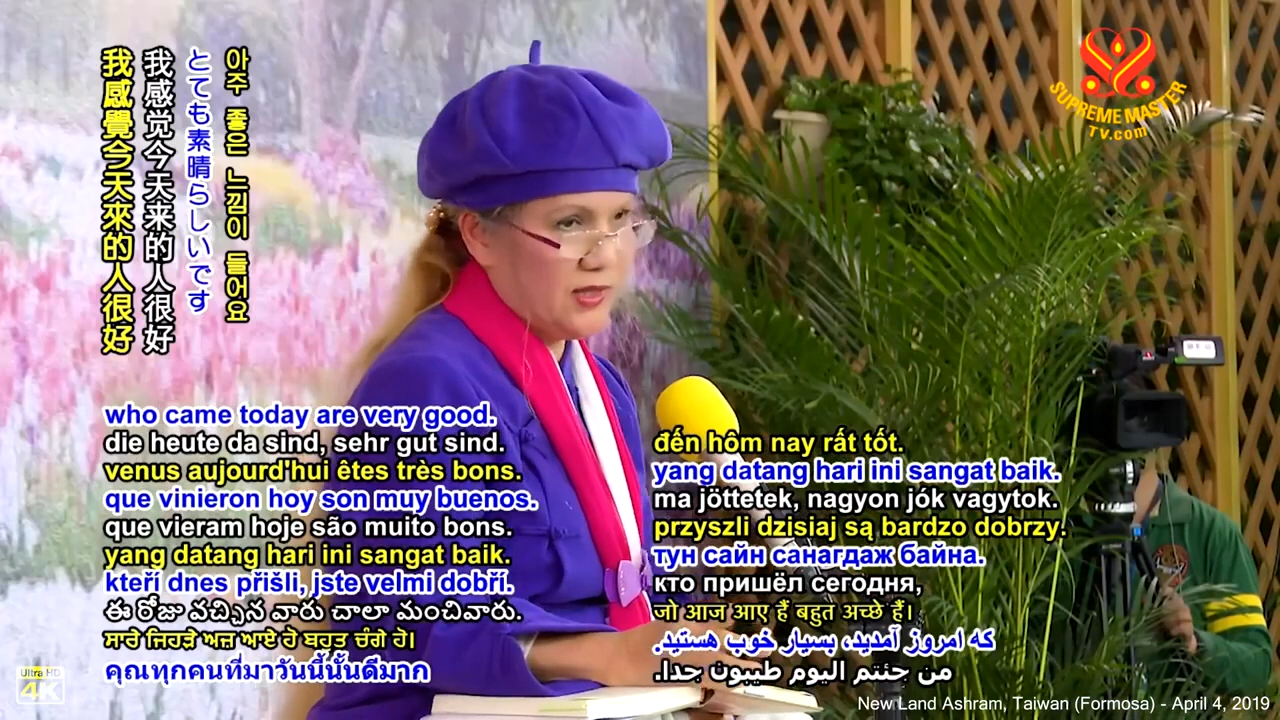 我感覺今天來的人很好
我感觉今天来的人很好
とても素晴らしいです
아주 좋은 느낌이 들어요
SUPREME MASTER
TV.com
who came today are very good.
die heute da sind, sehr gut sind.
venus aujourd'hui êtes très bons.
que vinieron hoy son muy buenos.
que vieram hoje são muito bons.
yang datang hari ini sangat baik.
kteří dnes přišli, jste velmi dobří.
ఈ రోజు వచ్చిన వారు చాలా మంచివారు.
ਸਾਰੇ ਜਿਹੜੇ ਅਜ਼ ਆਏ ਹੋ ਬਹੁਤ ਚੰਗੇ ਹੋ।
คุณทุกคนที่มาวันนี้นั้นดีมาก
đến hôm nay rất tốt.
yang datang hari ini sangat baik.
ma jöttetek, nagyon jók vagytok.
przyszli dzisiaj są bardzo dobrzy.
тун сайн санагдаж байна.
кто пришёл сегодня,
जो आज आए हैं बहुत अच्छे हैं।
که امروز آمدید، بسیار خوب هستید.
من جئتم اليوم طيبون جدا.
Ultra HD
4K
New Land Ashram, Taiwan (Formosa) - April 4, 2019